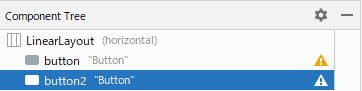 Component Tree
LinearLayout (horizontal)
button "Button"
button2 "Button"